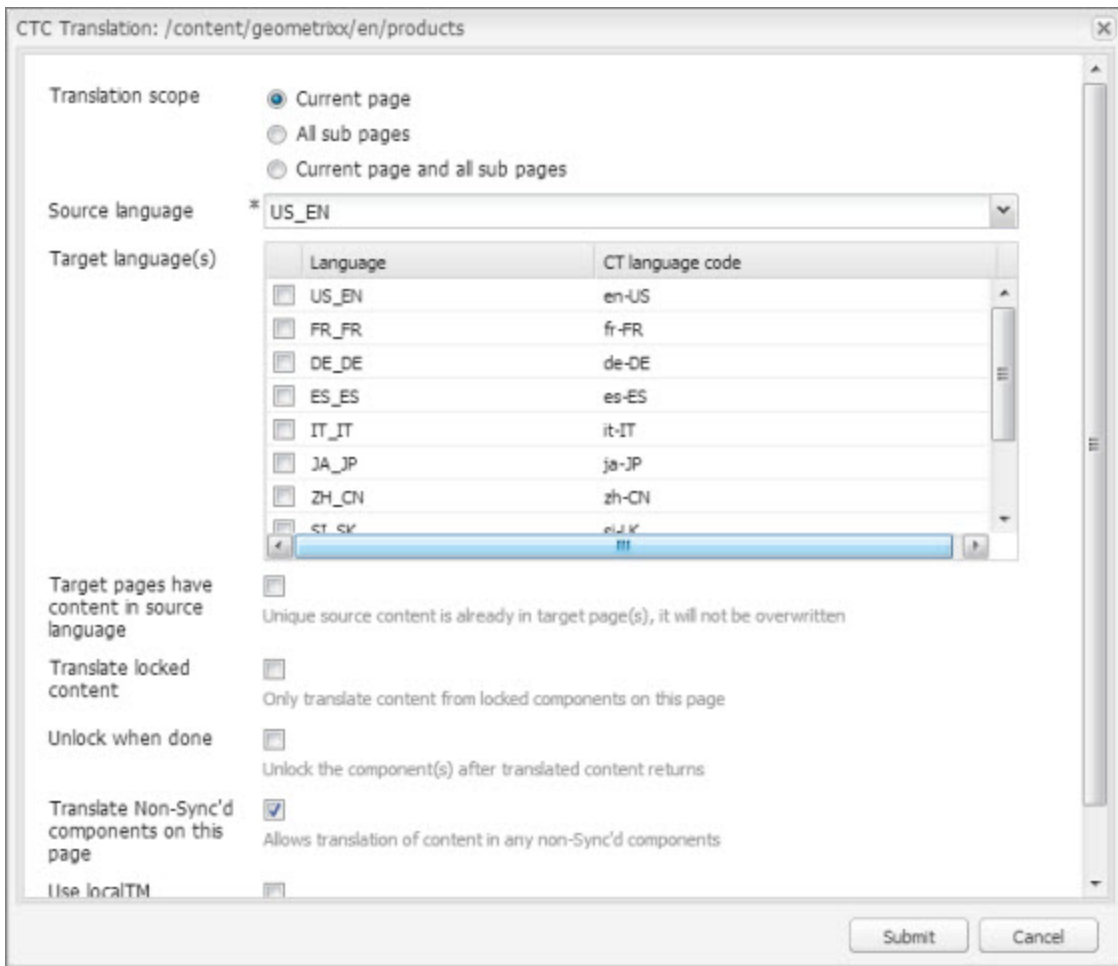 CTC Translation: /content/geometrixx/en/products
Translation scope
Current page
All sub pages
Current page and all sub pages
Source language * US_EN
Target language(s)
Language CT language code
US_EN en-US
FR_FR fr-FR
DE_DE de-DE
ES_ES es-ES
IT_IT it-IT
JA_JP ja-JP
ZH_CN zh-CN
SI_SK si-LK
Target pages have
content in source
language
Unique source content is already in target page(s), it will not be overwritten
Translate locked
content
Only translate content from locked components on this page
Unlock when done
Unlock the component(s) after translated content returns
Translate Non-Sync'd
components on this
page
Allows translation of content in any non-Sync'd components
Use localTM
Submit Cancel